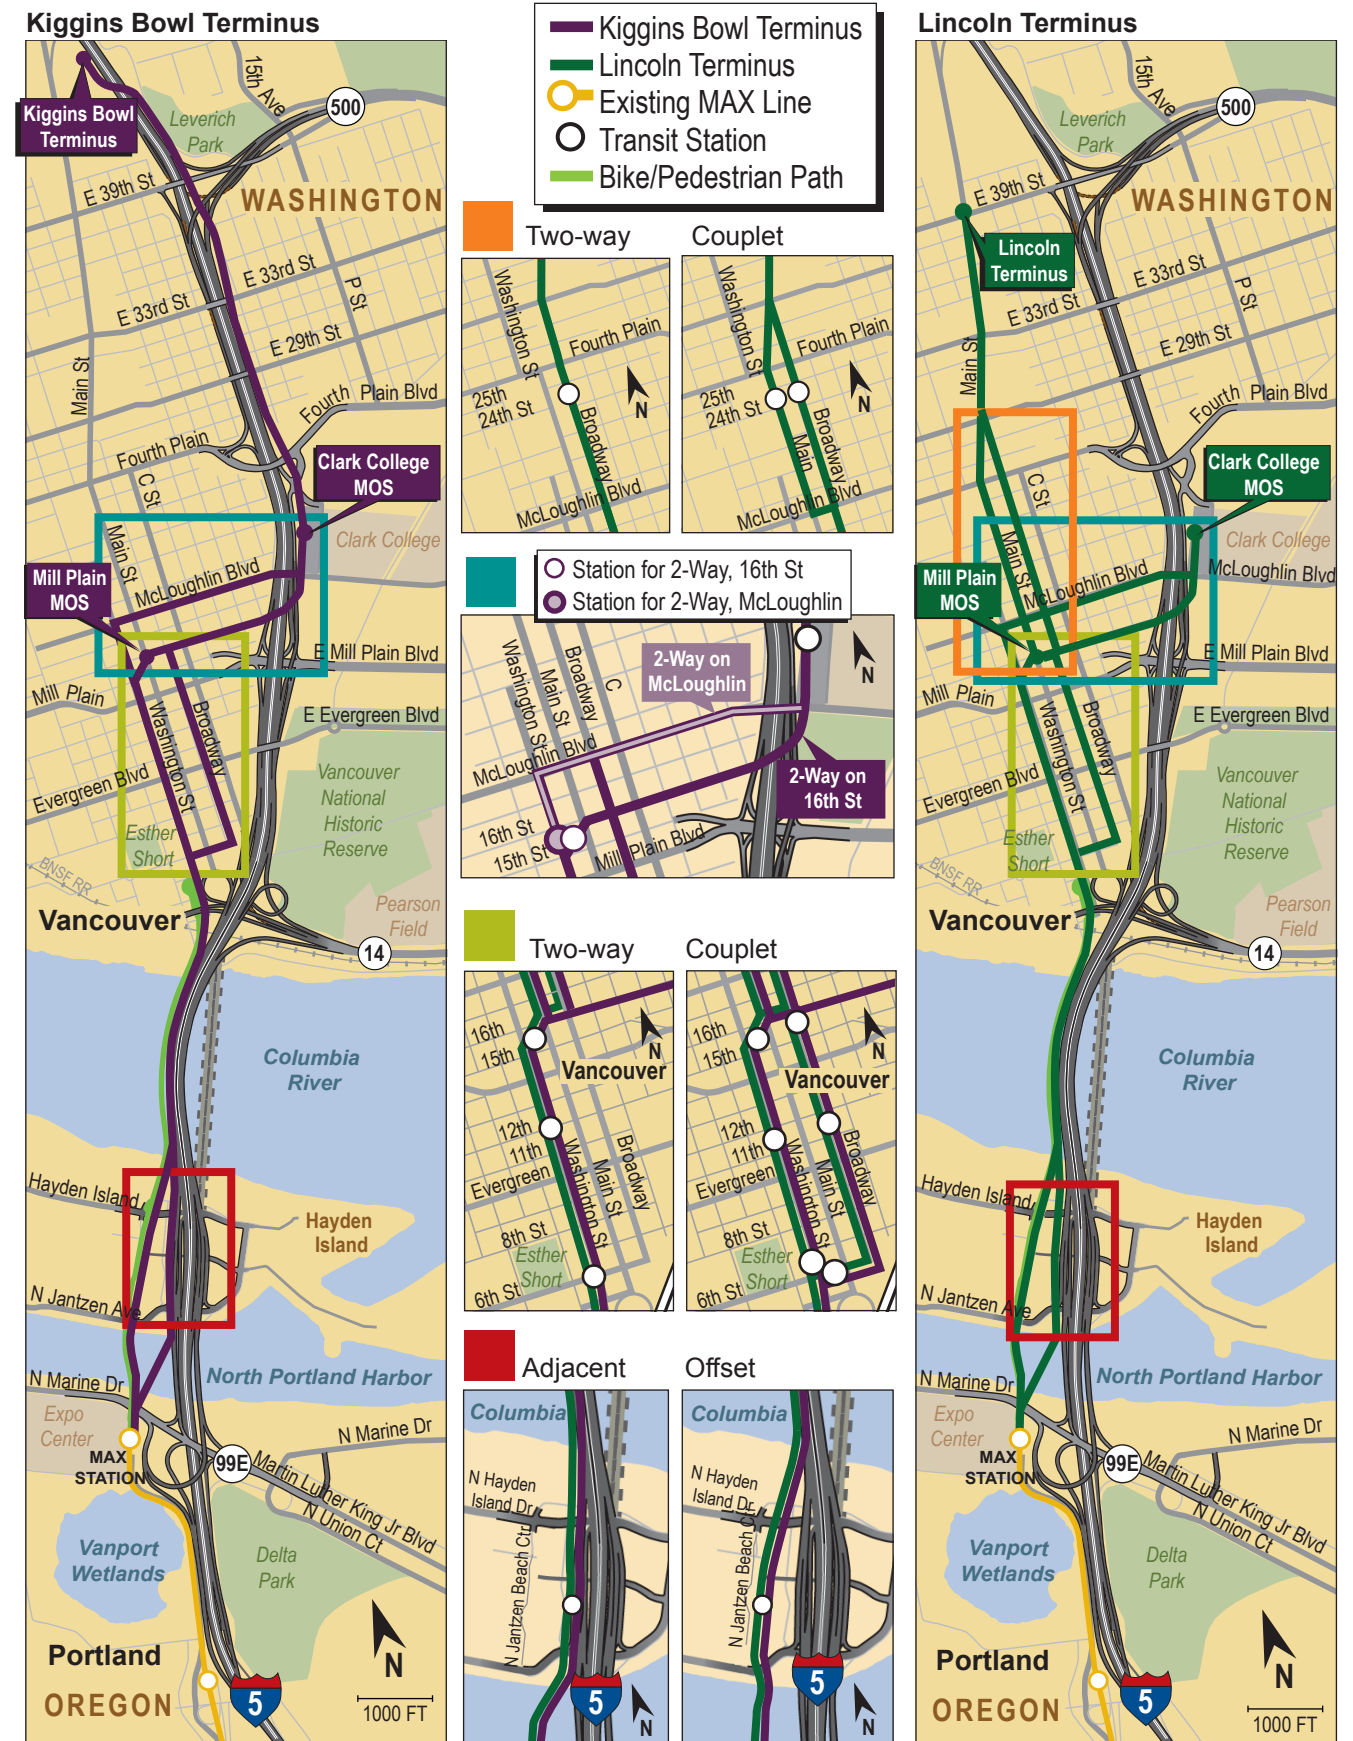 Kiggins Bowl Terminus
15th Ave
500
Kiggins Bowl
Terminus
Leverich
Park
E 39th St
WASHINGTON
E 33rd St
E 33rd St
P St
E 29th St
Main St
Fourth Plain Blvd
Fourth Plain
Clark College
MOS
C St
Main St
Clark College
Mill Plain
MOS
McLoughlin Blvd
E Mill Plain Blvd
Mill Plain
Washington St
Broadway
E Evergreen Blvd
Evergreen Blvd
Vancouver
National
Historic
Reserve
Esther
Short
BNSF RR
Vancouver
Pearson
Field
14
Columbia
River
Hayden Island
Hayden
Island
N Jantzen Ave
North Portland Harbor
N Marine Dr
Expo
Center
N Marine Dr
MAX
STATION
99E
Martin Luther King Jr Blvd
N Union Ct
Vanport
Wetlands
Delta
Park
Portland
N
OREGON
5
1000 FT
Kiggins Bowl Terminus
Lincoln Terminus
Existing MAX Line
Transit Station
Bike/Pedestrian Path
Two-way
Couplet
Washington St
Fourth Plain
N
25th
24th St
Broadway
McLoughlin Blvd
Washington St
Fourth Plain
N
25th
24th St
Main
Broadway
McLoughlin Blvd
Station for 2-Way, 16th St
Station for 2-Way, McLoughlin
Washington St
Main St
Broadway
C
2-Way on
McLoughlin
N
McLoughlin Blvd
2-Way on
16th St
16th St
15th St
Mill Plain Blvd
Two-way
Couplet
16th
15th
N
Vancouver
12th
11th
Evergreen
Washington St
Main St
Broadway
8th St
Esther
Short
6th St
16th
15th
N
Vancouver
12th
11th
Evergreen
Washington St
Main St
Broadway
8th St
Esther
Short
6th St
Adjacent
Offset
Columbia
N Hayden
Island Dr
N Jantzen Beach Ctr
5
N
Columbia
N Hayden
Island Dr
N Jantzen Beach Ctr
5
N
Lincoln Terminus
15th Ave
500
Leverich
Park
E 39th St
WASHINGTON
Lincoln
Terminus
E 33rd St
E 33rd St
P St
E 29th St
Main St
Fourth Plain Blvd
Clark College
MOS
C St
Main St
Clark College
Mill Plain
MOS
McLoughlin Blvd
McLoughlin Blvd
E Mill Plain Blvd
Mill Plain
Washington St
Broadway
E Evergreen Blvd
Evergreen Blvd
Vancouver
National
Historic
Reserve
Esther
Short
BNSF RR
Vancouver
Pearson
Field
14
Columbia
River
Hayden Island
Hayden
Island
N Jantzen Ave
North Portland Harbor
N Marine Dr
Expo
Center
N Marine Dr
MAX
STATION
99E
Martin Luther King Jr Blvd
N Union Ct
Vanport
Wetlands
Delta
Park
Portland
N
OREGON
5
1000 FT